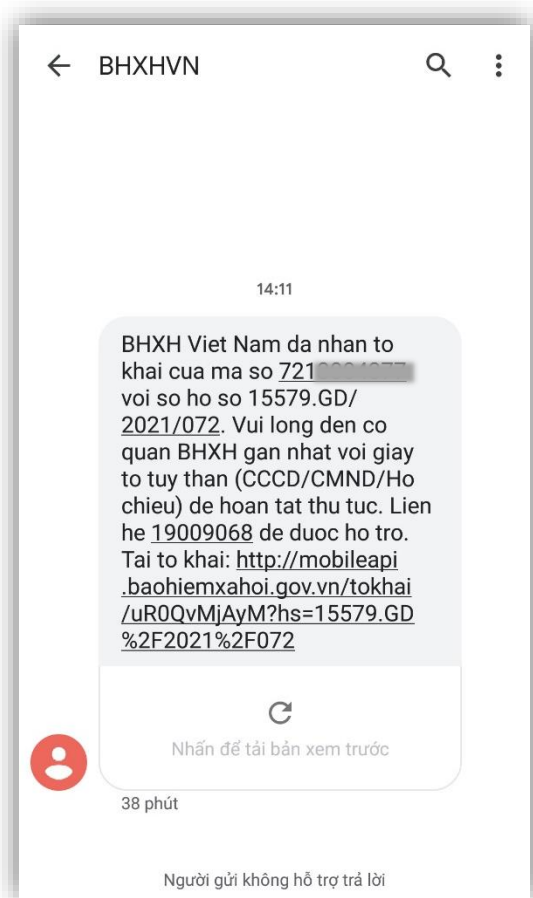 BHXHVN
14:11
BHXH Viet Nam da nhan to
khai cua ma so 721
voi so ho so 15579.GD/
2021/072. Vui long den co
quan BHXH gan nhat voi giay
to tuy than (CCCD/CMND/Ho
chieu) de hoan tat thu tuc. Lien
he 19009068 de duoc ho tro.
Tai to khai: http://mobileapi
.baohiemxahoi.gov.vn/tokhai
/uR0QvMjAyM?hs=15579.GD
%2F2021%2F072
Nhấn để tải bản xem trước
38 phút
Người gửi không hỗ trợ trả lời